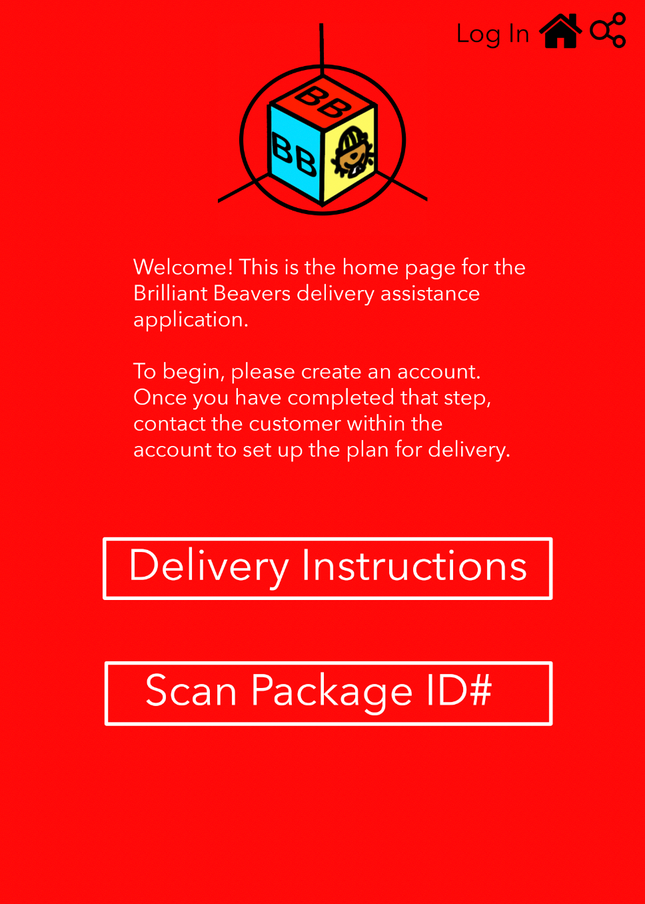 Log In
BB
BB
Welcome! This is the home page for the
Brilliant Beavers delivery assistance
application.
To begin, please create an account.
Once you have completed that step,
contact the customer within the
account to set up the plan for delivery.
Delivery Instructions
Scan Package ID#